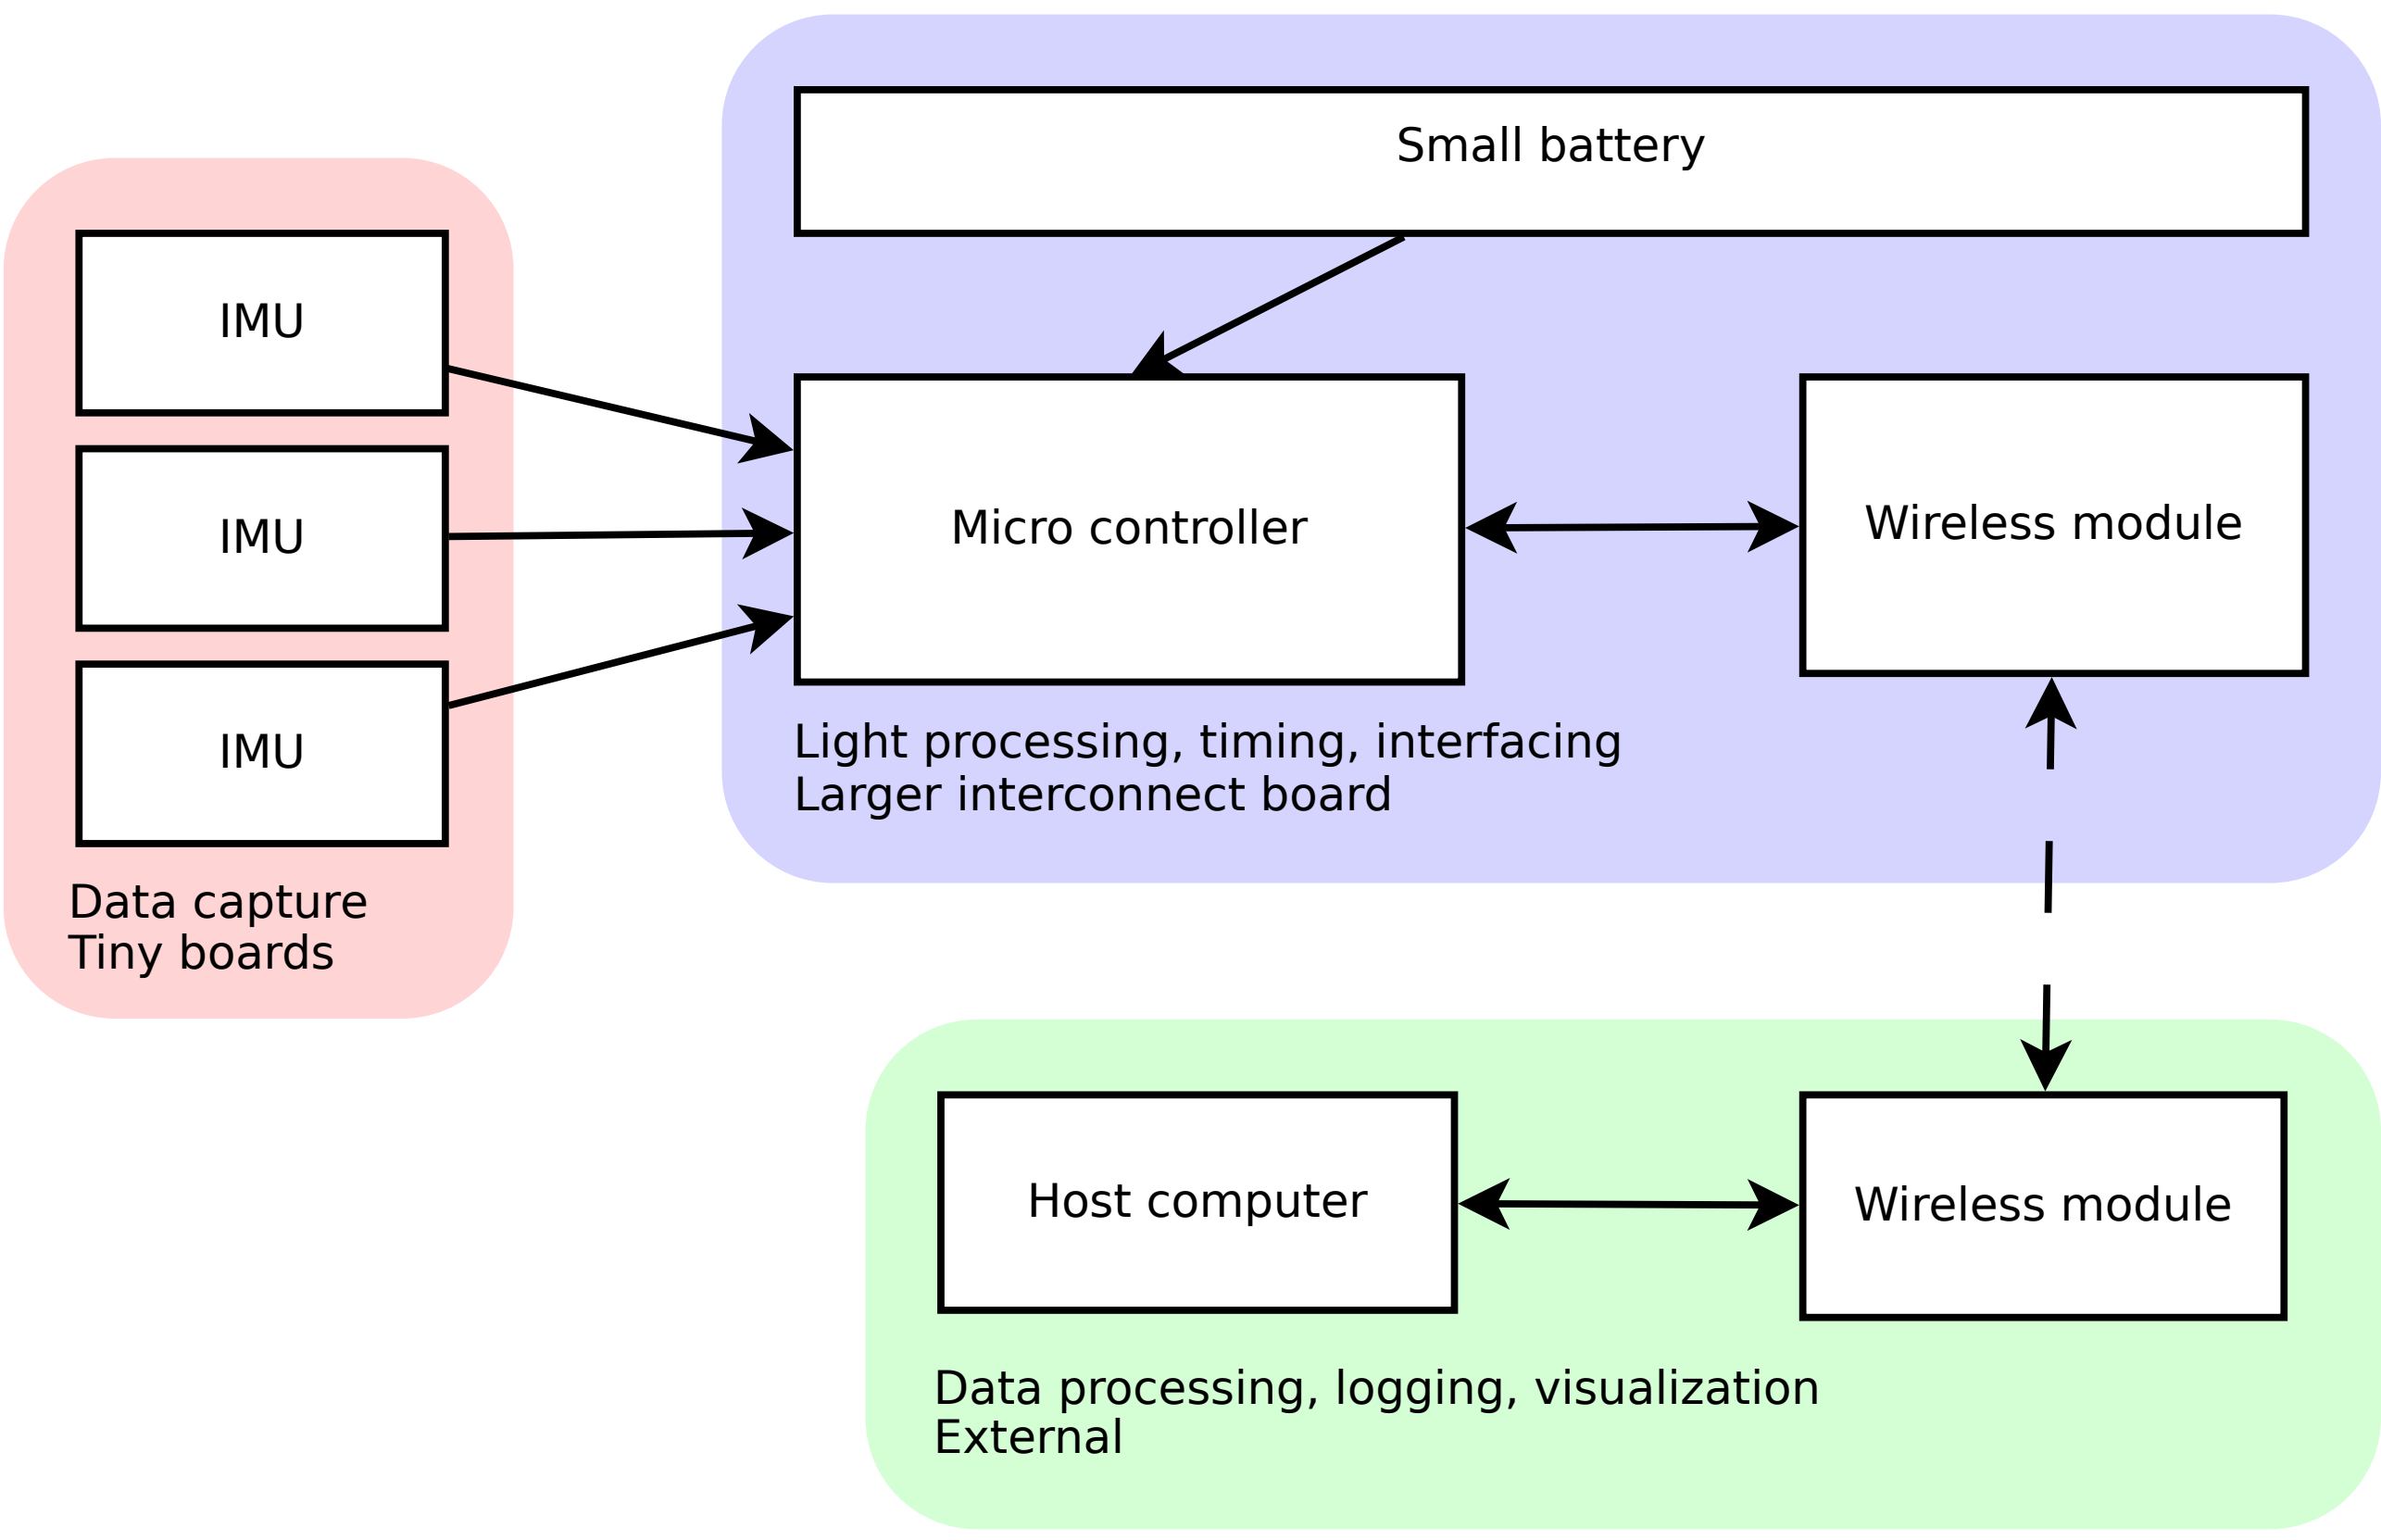 IMU
IMU
IMU
Data capture
Tiny boards
Small battery
Micro controller
Wireless module
Light processing, timing, interfacing
Larger interconnect board
Host computer
Wireless module
Data processing, logging, visualization
External